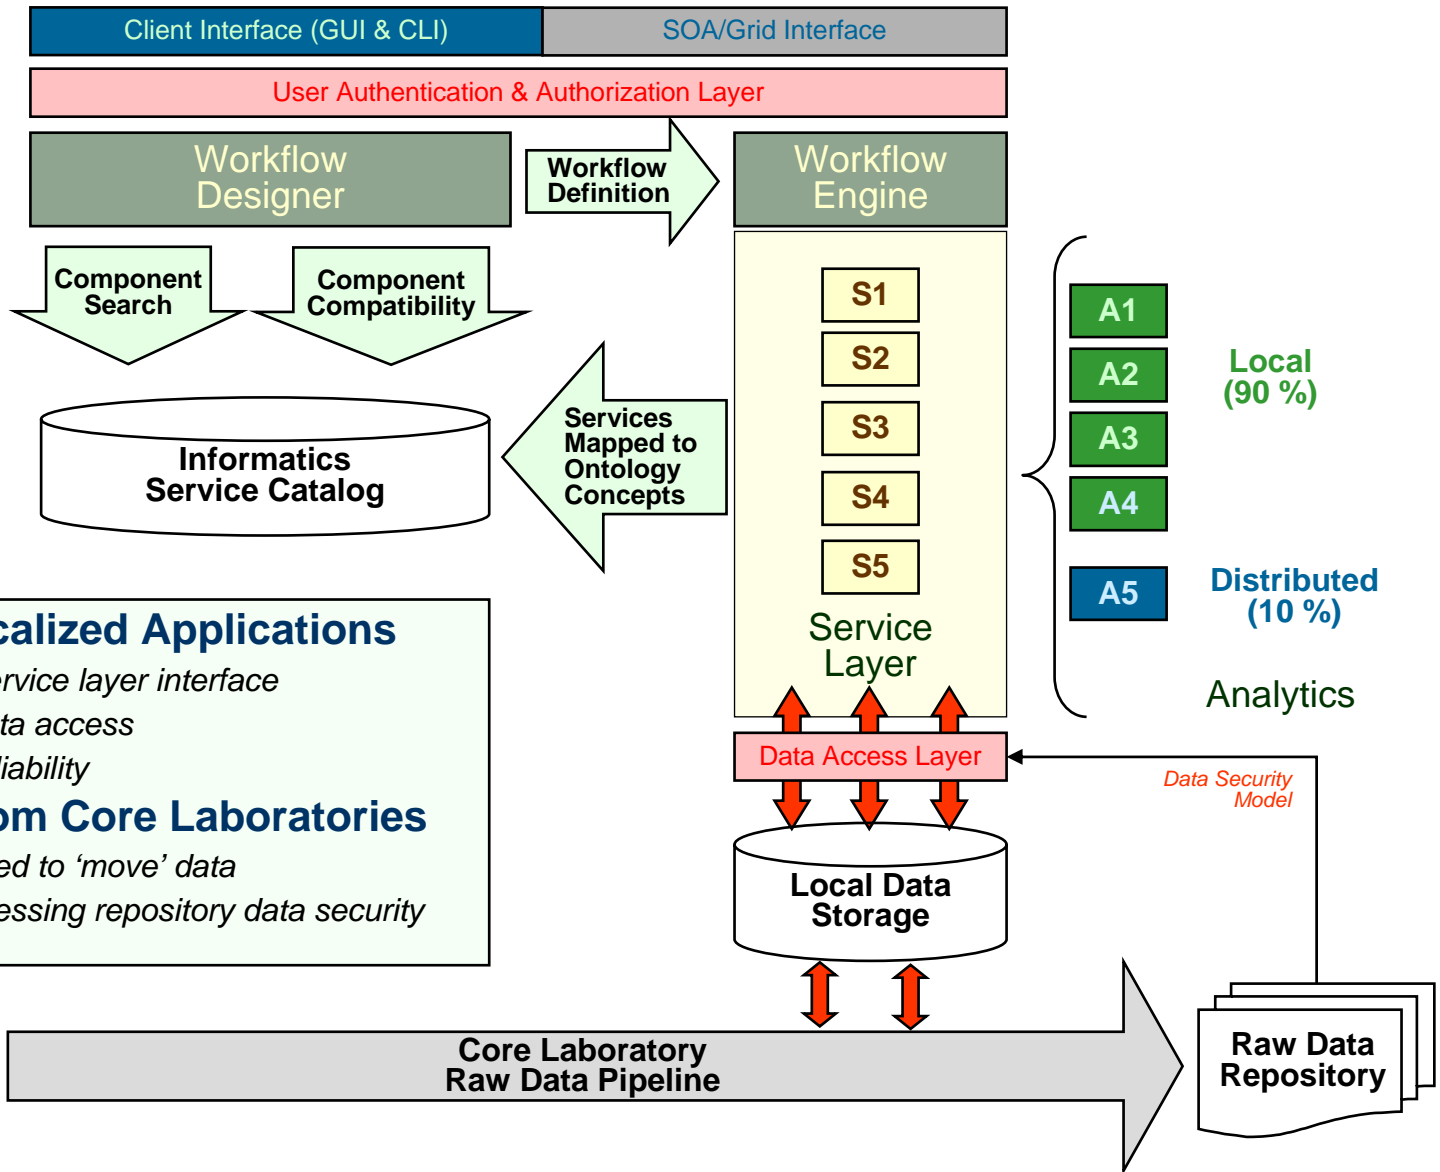 Client Interface (GUI & CLI)
SOA/Grid Interface
User Authentication & Authorization Layer
Workflow
Designer
Workflow
Definition
Workflow
Engine
Component
Search
Component
Compatibility
S1
S2
S3
S4
S5
Service
Layer
A1
A2
A3
A4
A5
Local
(90 %)
Distributed
(10 %)
Analytics
Services
Mapped to
Ontology
Concepts
Informatics
Service Catalog
calized Applications
ervice layer interface
ta access
liability
om Core Laboratories
ed to ‘move’ data
essing repository data security
Data Access Layer
Data Security
Model
Local Data
Storage
Core Laboratory
Raw Data Pipeline
Raw Data
Repository